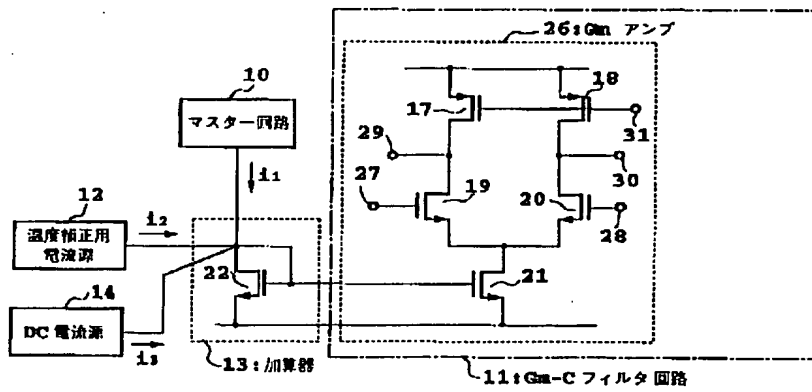 26:Gm アンプ
10
マスター回路
17
18
31
29
30
i₁
27
19
20
28
12
i₂
温度補正用
電流源
22
21
14
DC 電流源
i₃
13:加算器
11:Gm-C フィルタ回路